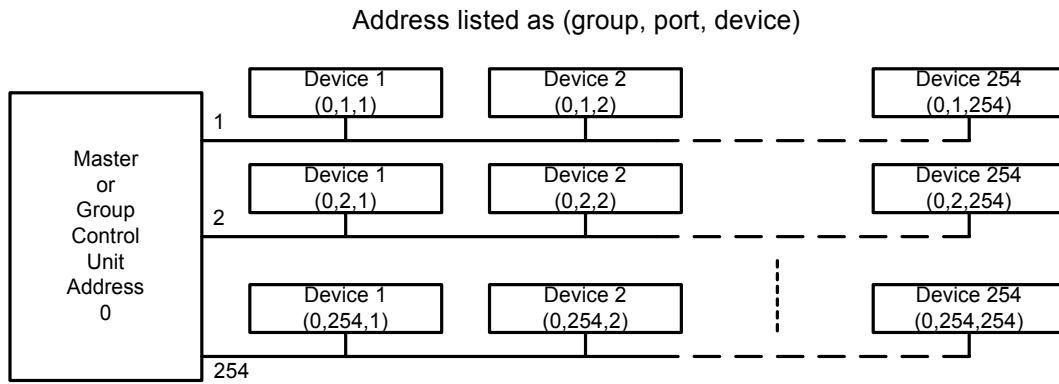 Address listed as (group, port, device)
Device 1
(0,1,1)
Device 2
(0,1,2)
Device 254
(0,1,254)
1
Master
or
Group
Control
Unit
Address
0
Device 1
(0,2,1)
Device 2
(0,2,2)
Device 254
(0,2,254)
2
Device 1
(0,254,1)
Device 2
(0,254,2)
Device 254
(0,254,254)
254